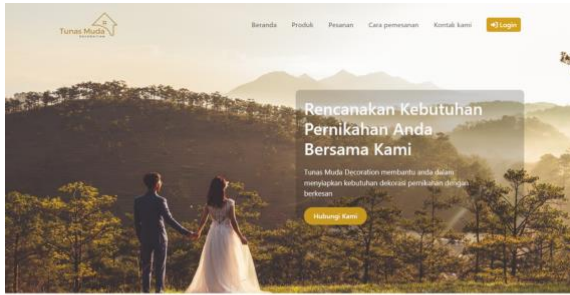 Tunas Muda
DECORATION
Beranda Produk Pesanan Cara pemesanan Kontak kami Login
Rencanakan Kebutuhan
Pernikahan Anda
Bersama Kami
Tunas Muda Decoration membantu anda dalam
menyiapkan kebutuhan dekorasi pernikahan dengan
berkesan
Hubungi Kami